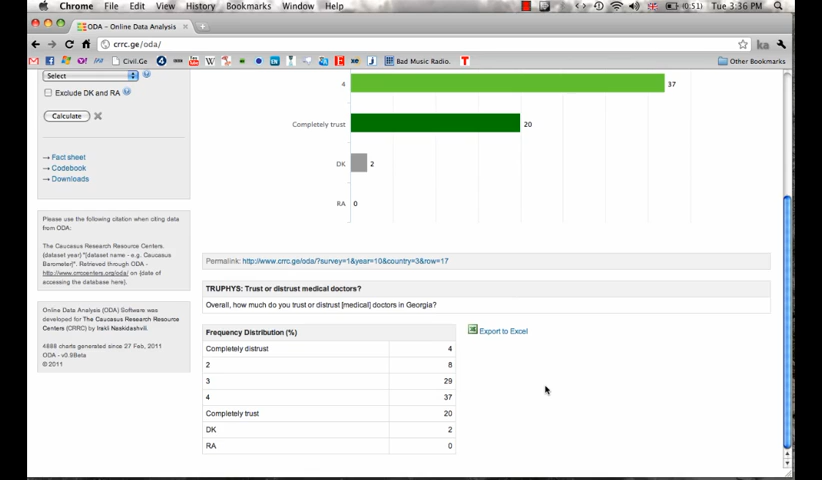 Chrome File Edit View History Bookmarks Window Help (0:51) Tue 3:36 PM
ODA – Online Data Analysis
crrc.ge/oda/
Civil.Ge Bad Music Radio. Other Bookmarks
Select
Exclude DK and RA
Calculate
→ Fact sheet
→ Codebook
→ Downloads
Please use the following citation when citing data
from ODA:
The Caucasus Research Resource Centers.
(dataset year) "[dataset name - e.g. Caucasus
Barometer]". Retrieved through ODA -
http://www.crrccenters.org/oda/ on {date of
accessing the database here}.
Online Data Analysis (ODA) Software was
developed for The Caucasus Research Resource
Centers (CRRC) by Irakli Naskidashvili.
4888 charts generated since 27 Feb, 2011
ODA - v0.9Beta
© 2011
4 37
Completely trust 20
DK 2
RA 0
Permalink: http://www.crrc.ge/oda/?survey=1&year=10&country=3&row=17
TRUPHYS: Trust or distrust medical doctors?
Overall, how much do you trust or distrust [medical] doctors in Georgia?
Frequency Distribution (%)
Completely distrust 4
2 8
3 29
4 37
Completely trust 20
DK 2
RA 0
Export to Excel